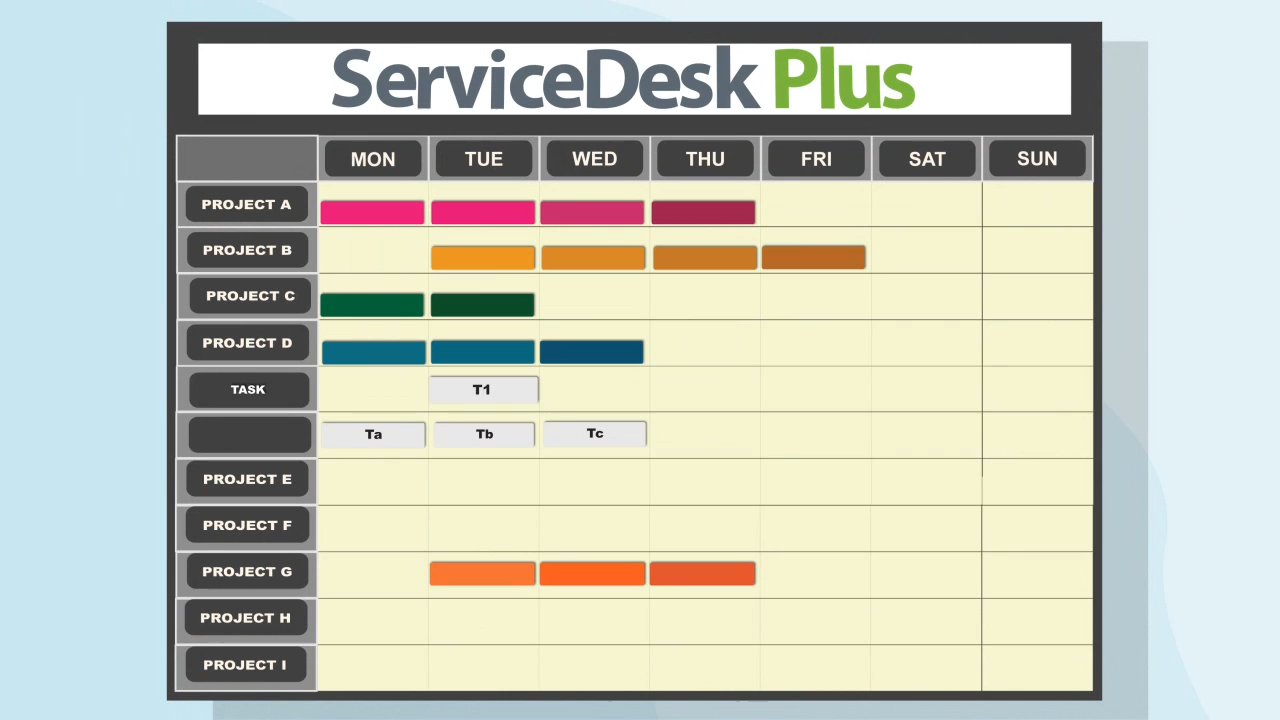 ServiceDesk Plus
MON TUE WED THU FRI SAT SUN
PROJECT A
PROJECT B
PROJECT C
PROJECT D
TASK T1
Ta Tb Tc
PROJECT E
PROJECT F
PROJECT G
PROJECT H
PROJECT I